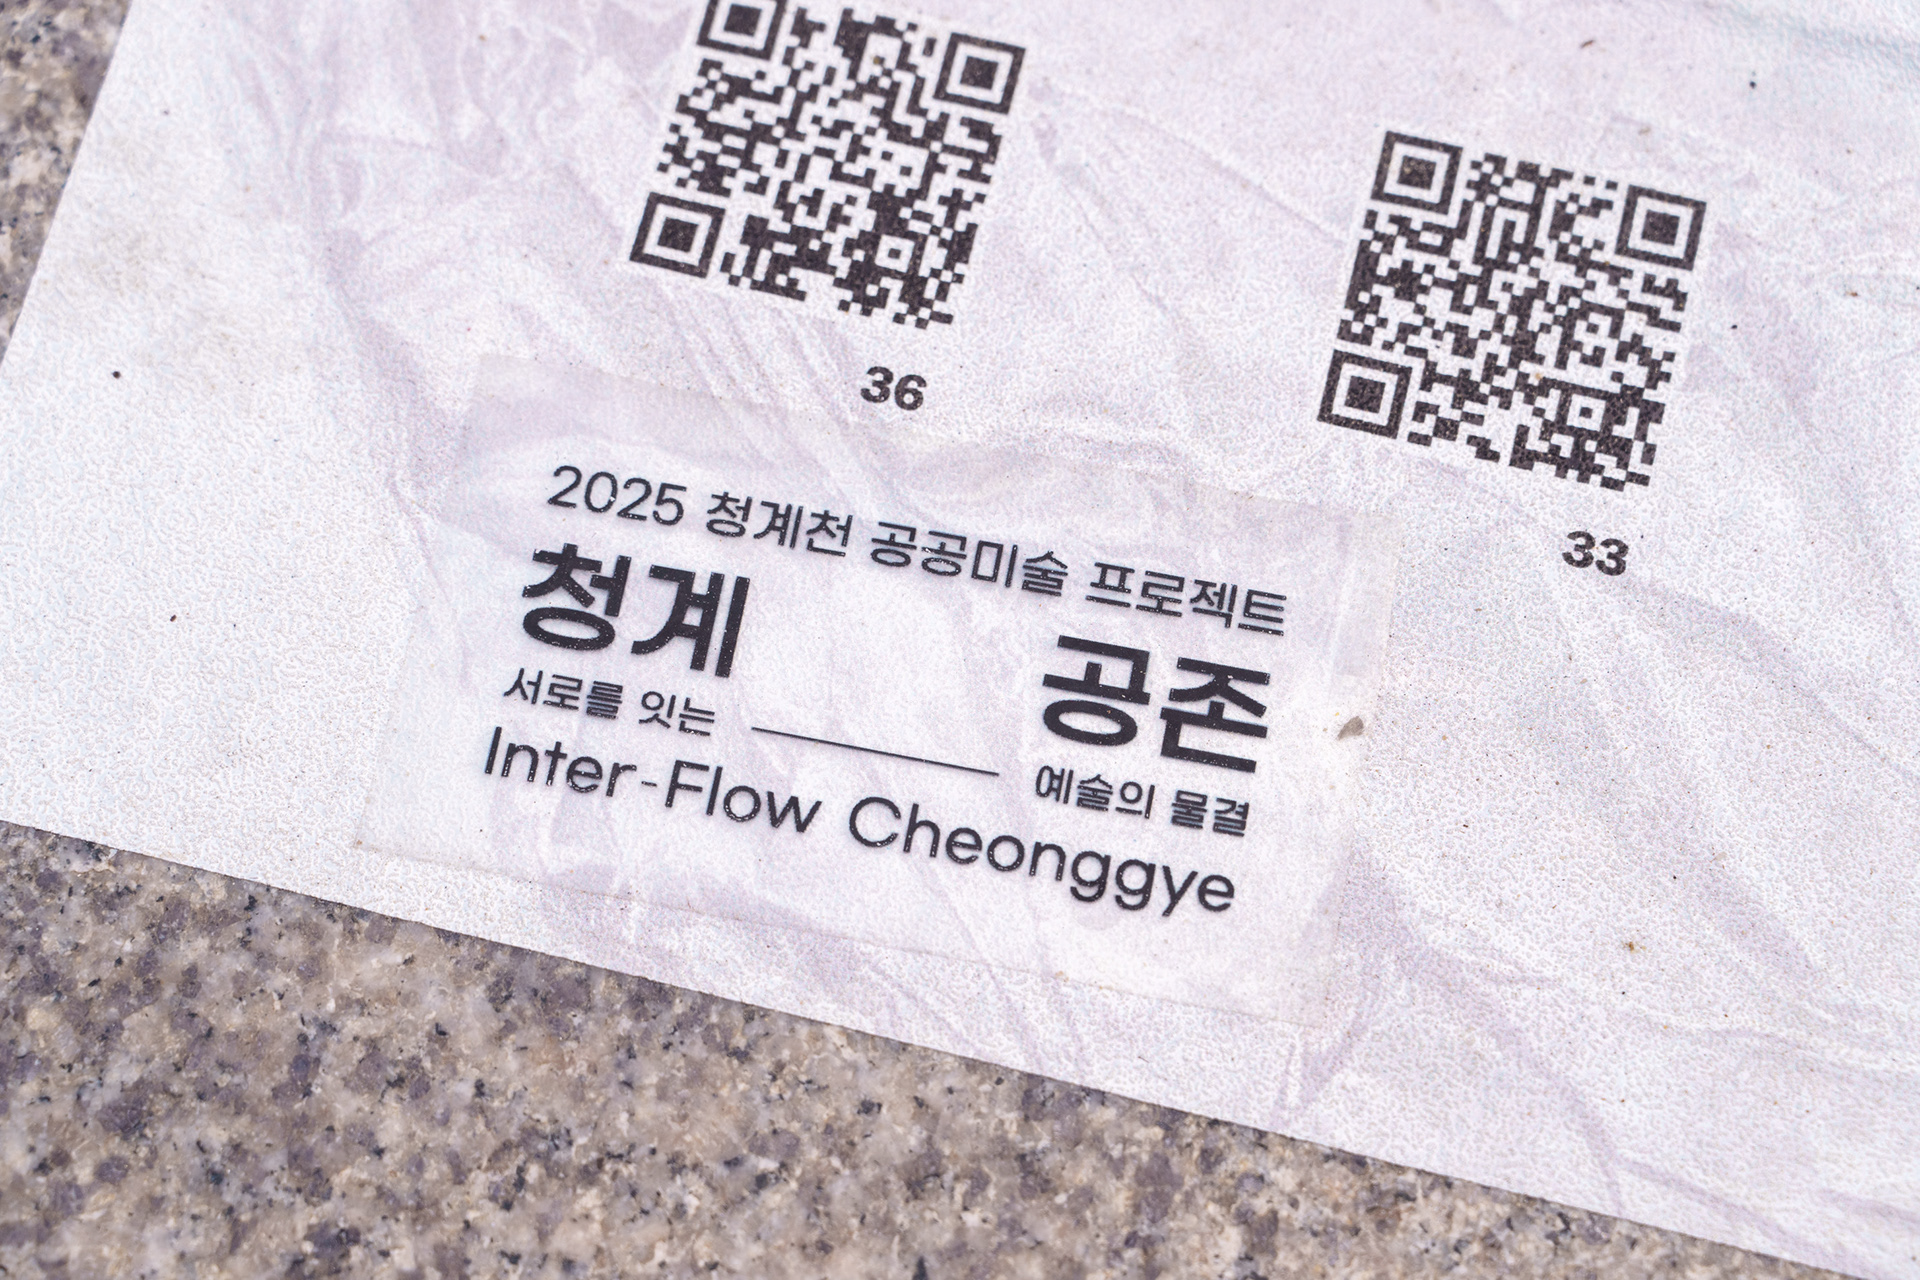 36
33
2025 청계천 공공미술 프로젝트
청계 공존
서로를 잇는 예술의 물결
Inter-Flow Cheonggye